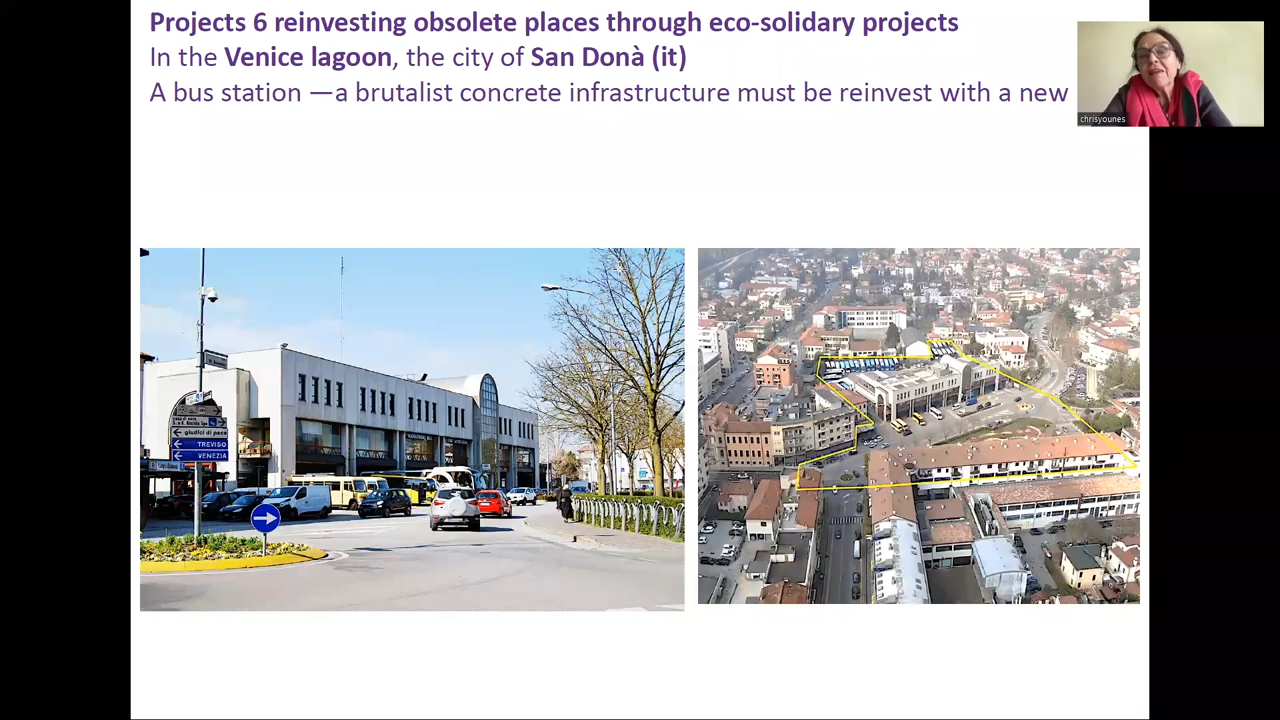 Projects 6 reinvesting obsolete places through eco-solidary projects
In the Venice lagoon, the city of San Donà (it)
A bus station —a brutalist concrete infrastructure must be reinvest with a new
chrisyounes
giudici di pace
TREVISO
VENEZIA